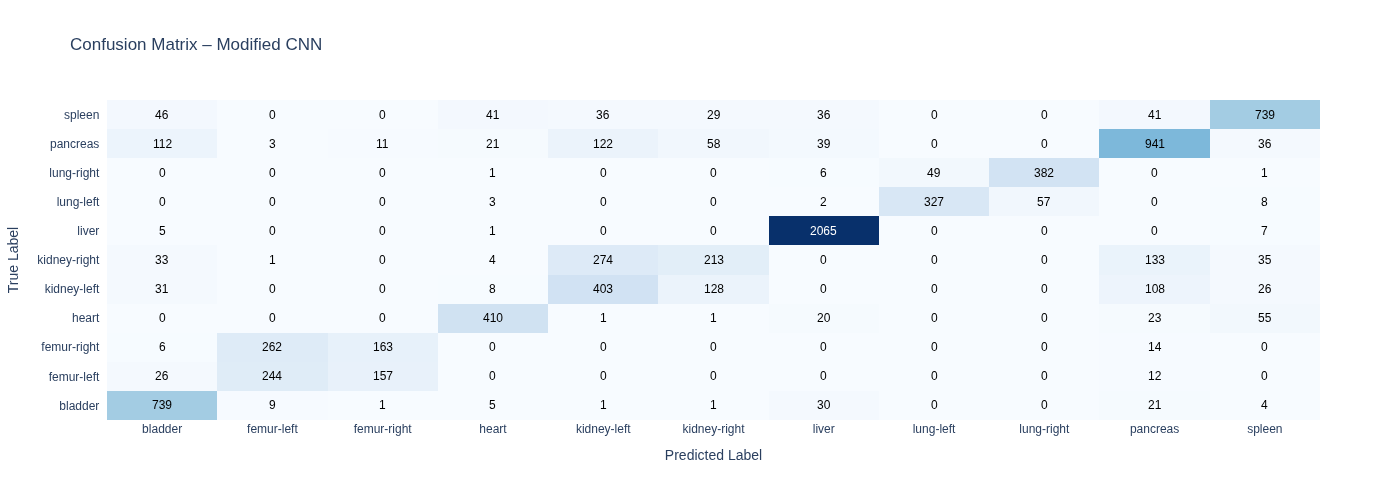 Confusion Matrix – Modified CNN
spleen 46 0 0 41 36 29 36 0 0 41 739
pancreas 112 3 11 21 122 58 39 0 0 941 36
lung-right 0 0 0 1 0 0 6 49 382 0 1
lung-left 0 0 0 3 0 0 2 327 57 0 8
liver 5 0 0 1 0 0 2065 0 0 0 7
kidney-right 33 1 0 4 274 213 0 0 0 133 35
kidney-left 31 0 0 8 403 128 0 0 0 108 26
heart 0 0 0 410 1 1 20 0 0 23 55
femur-right 6 262 163 0 0 0 0 0 0 14 0
femur-left 26 244 157 0 0 0 0 0 0 12 0
bladder 739 9 1 5 1 1 30 0 0 21 4
bladder femur-left femur-right heart kidney-left kidney-right liver lung-left lung-right pancreas spleen
Predicted Label
True Label